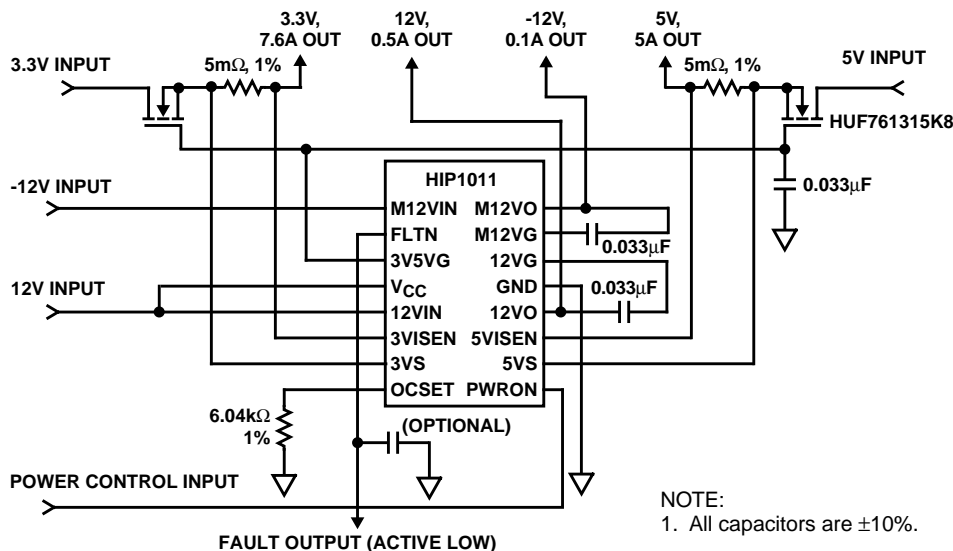 3.3V,
7.6A OUT
12V,
0.5A OUT
-12V,
0.1A OUT
5V,
5A OUT
3.3V INPUT
5mΩ, 1%
5mΩ, 1%
5V INPUT
HUF761315K8
-12V INPUT
HIP1011
0.033μF
M12VIN
M12VO
FLTN
M12VG
0.033μF
3V5VG
12VG
12V INPUT
VCC
GND
0.033μF
12VIN
12VO
3VISEN
5VISEN
3VS
5VS
OCSET
PWRON
6.04kΩ
1%
(OPTIONAL)
POWER CONTROL INPUT
NOTE:
1. All capacitors are ±10%.
FAULT OUTPUT (ACTIVE LOW)